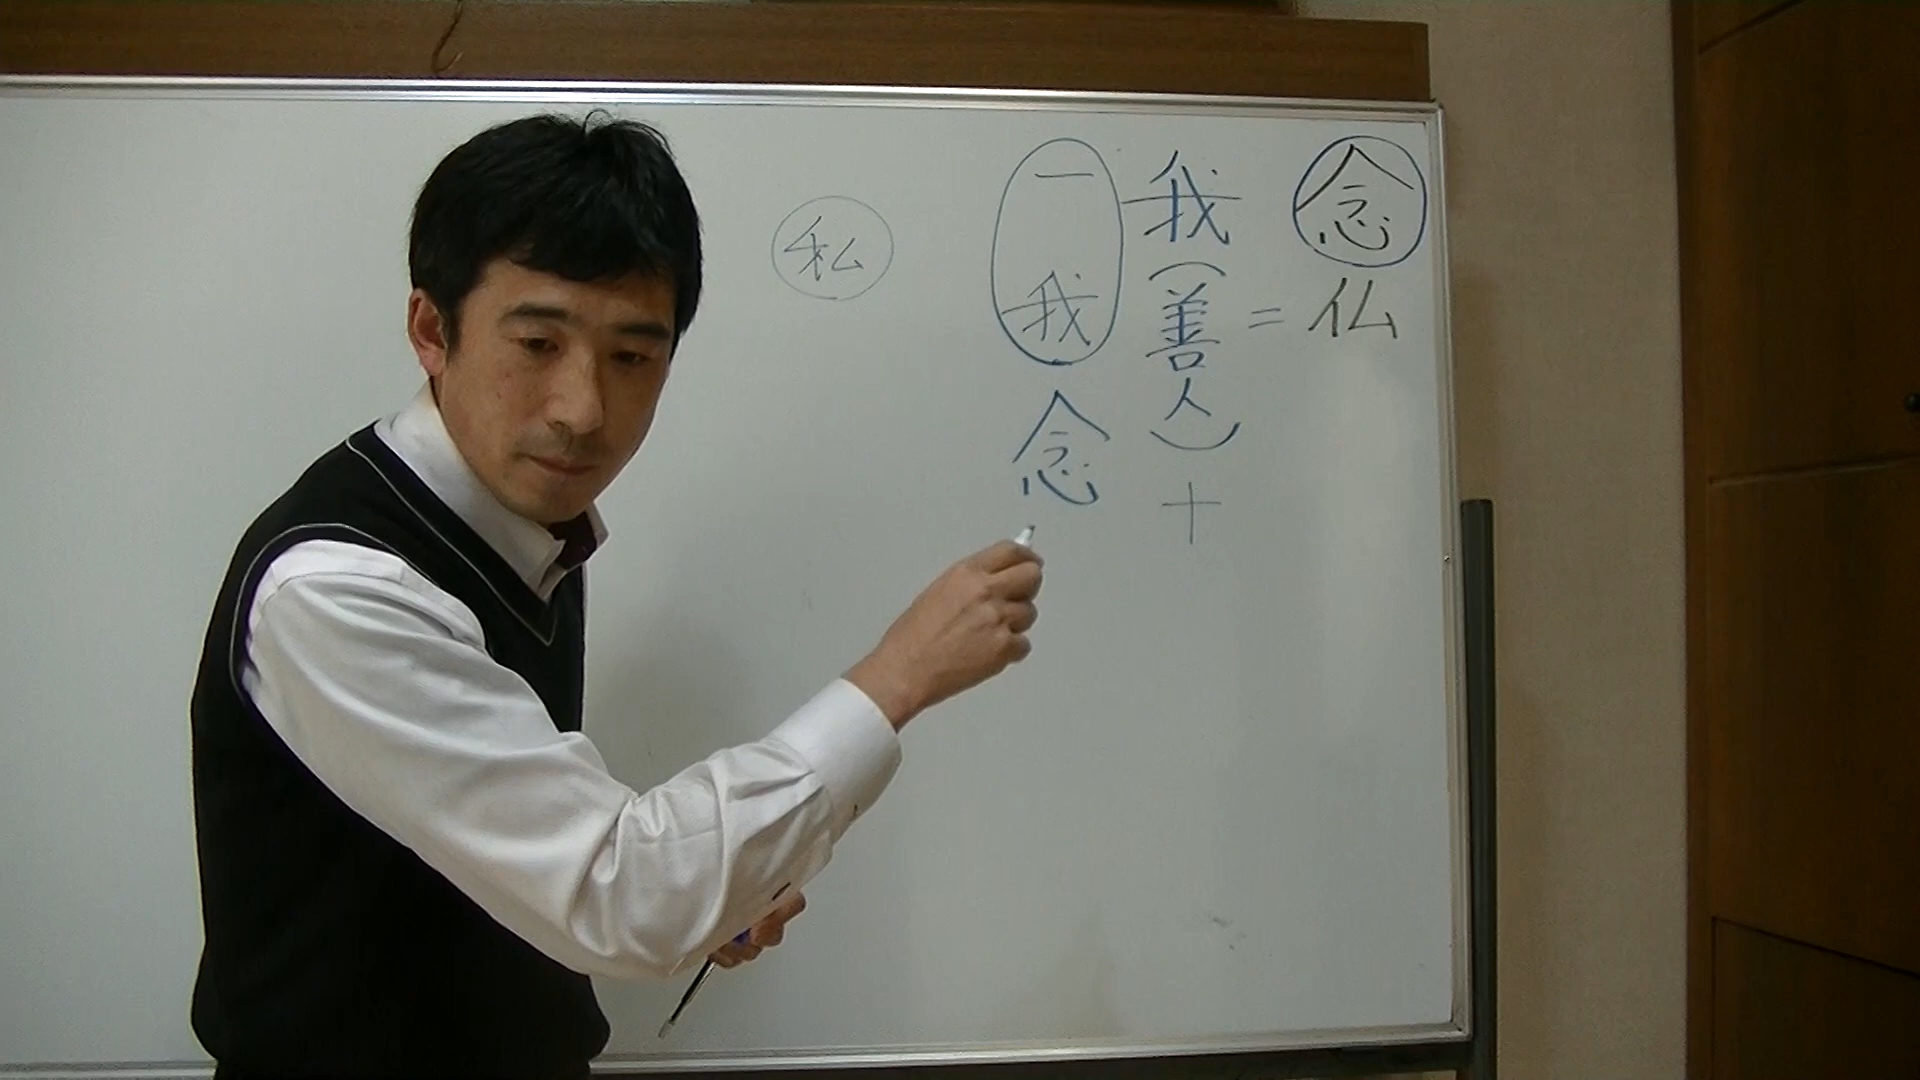 念仏
=
我(善人)+
一我念
私